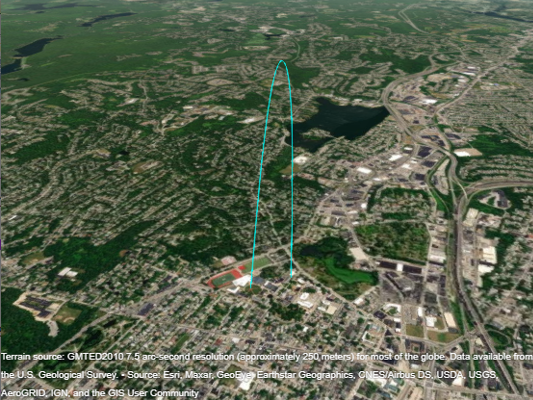 Terrain source: GMTED2010 7.5 arc-second resolution (approximately 250 meters) for most of the globe. Data available from
the U.S. Geological Survey. • Source: Esri, Maxar, GeoEye, Earthstar Geographics, CNES/Airbus DS, USDA, USGS,
AeroGRID, IGN, and the GIS User Community